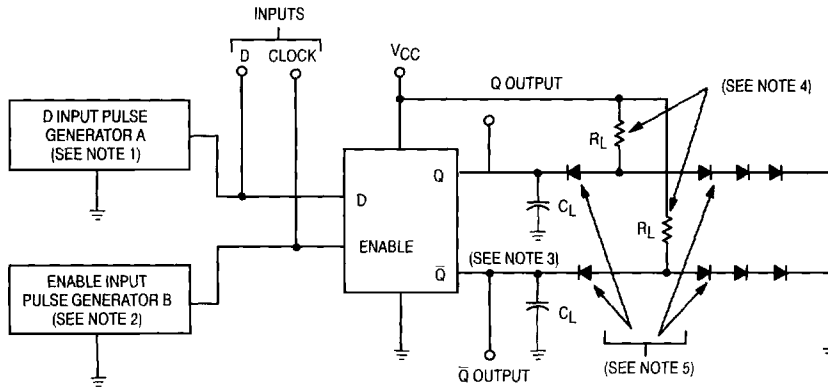 INPUTS
D CLOCK
VCC
Q OUTPUT
(SEE NOTE 4)
D INPUT PULSE
GENERATOR A
(SEE NOTE 1)
RL
Q
D
CL
RL
ENABLE
Q̅
(SEE NOTE 3)
ENABLE INPUT
PULSE GENERATOR B
(SEE NOTE 2)
CL
Q̅ OUTPUT
(SEE NOTE 5)